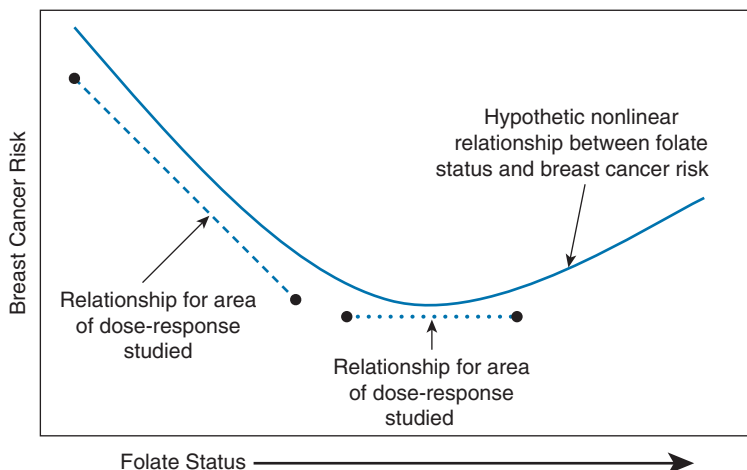 Breast Cancer Risk
Hypothetic nonlinear
relationship between folate
status and breast cancer risk
Relationship for area
of dose-response
studied
Relationship for area
of dose-response
studied
Folate Status